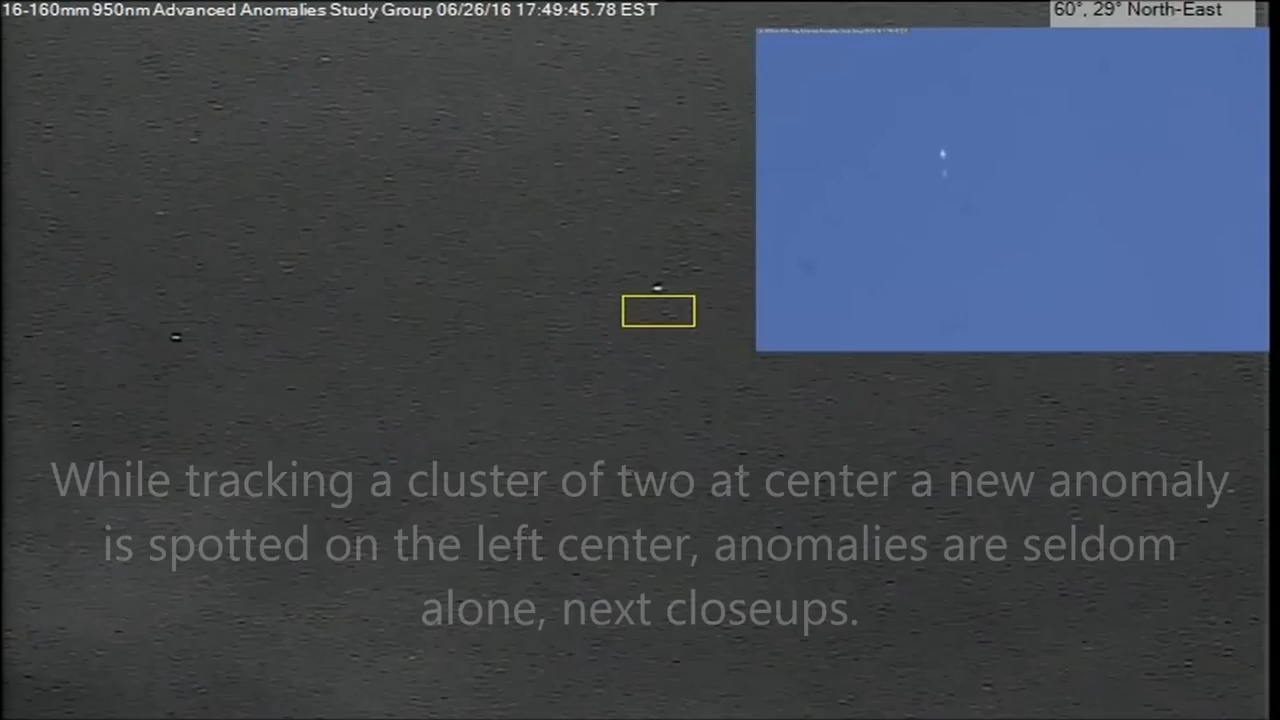 16-160mm 950nm Advanced Anomalies Study Group 06/26/16 17:49:45.78 EST
60°, 29° North-East
While tracking a cluster of two at center a new anomaly
is spotted on the left center, anomalies are seldom
alone, next closeups.